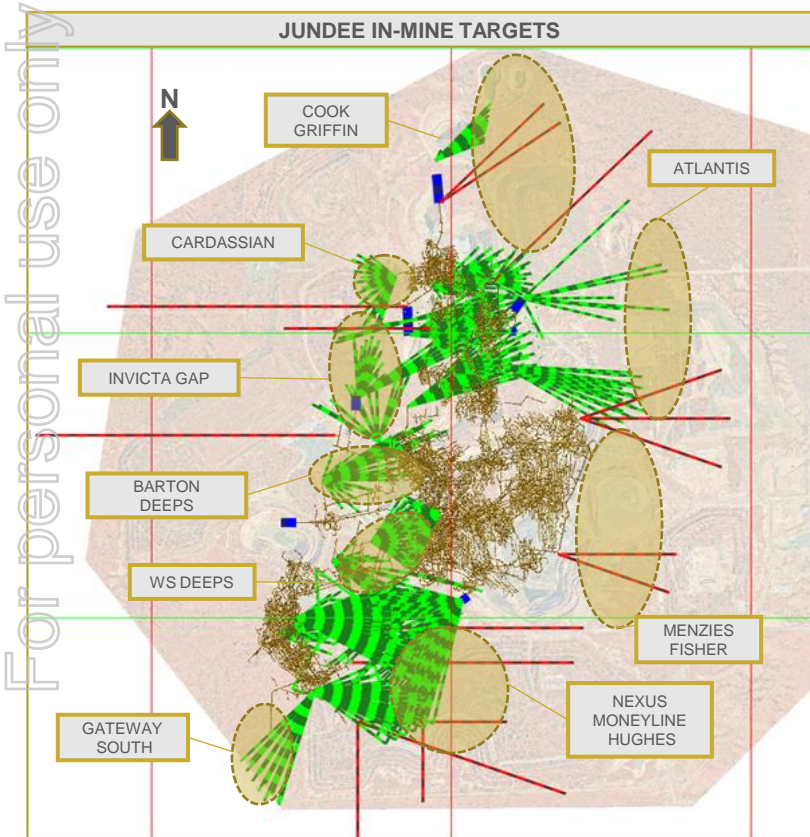 For personal use only
JUNDEE IN-MINE TARGETS
N
COOK
GRIFFIN
ATLANTIS
CARDASSIAN
INVICTA GAP
BARTON
DEEPS
WS DEEPS
MENZIES
FISHER
NEXUS
MONEYLINE
HUGHES
GATEWAY
SOUTH